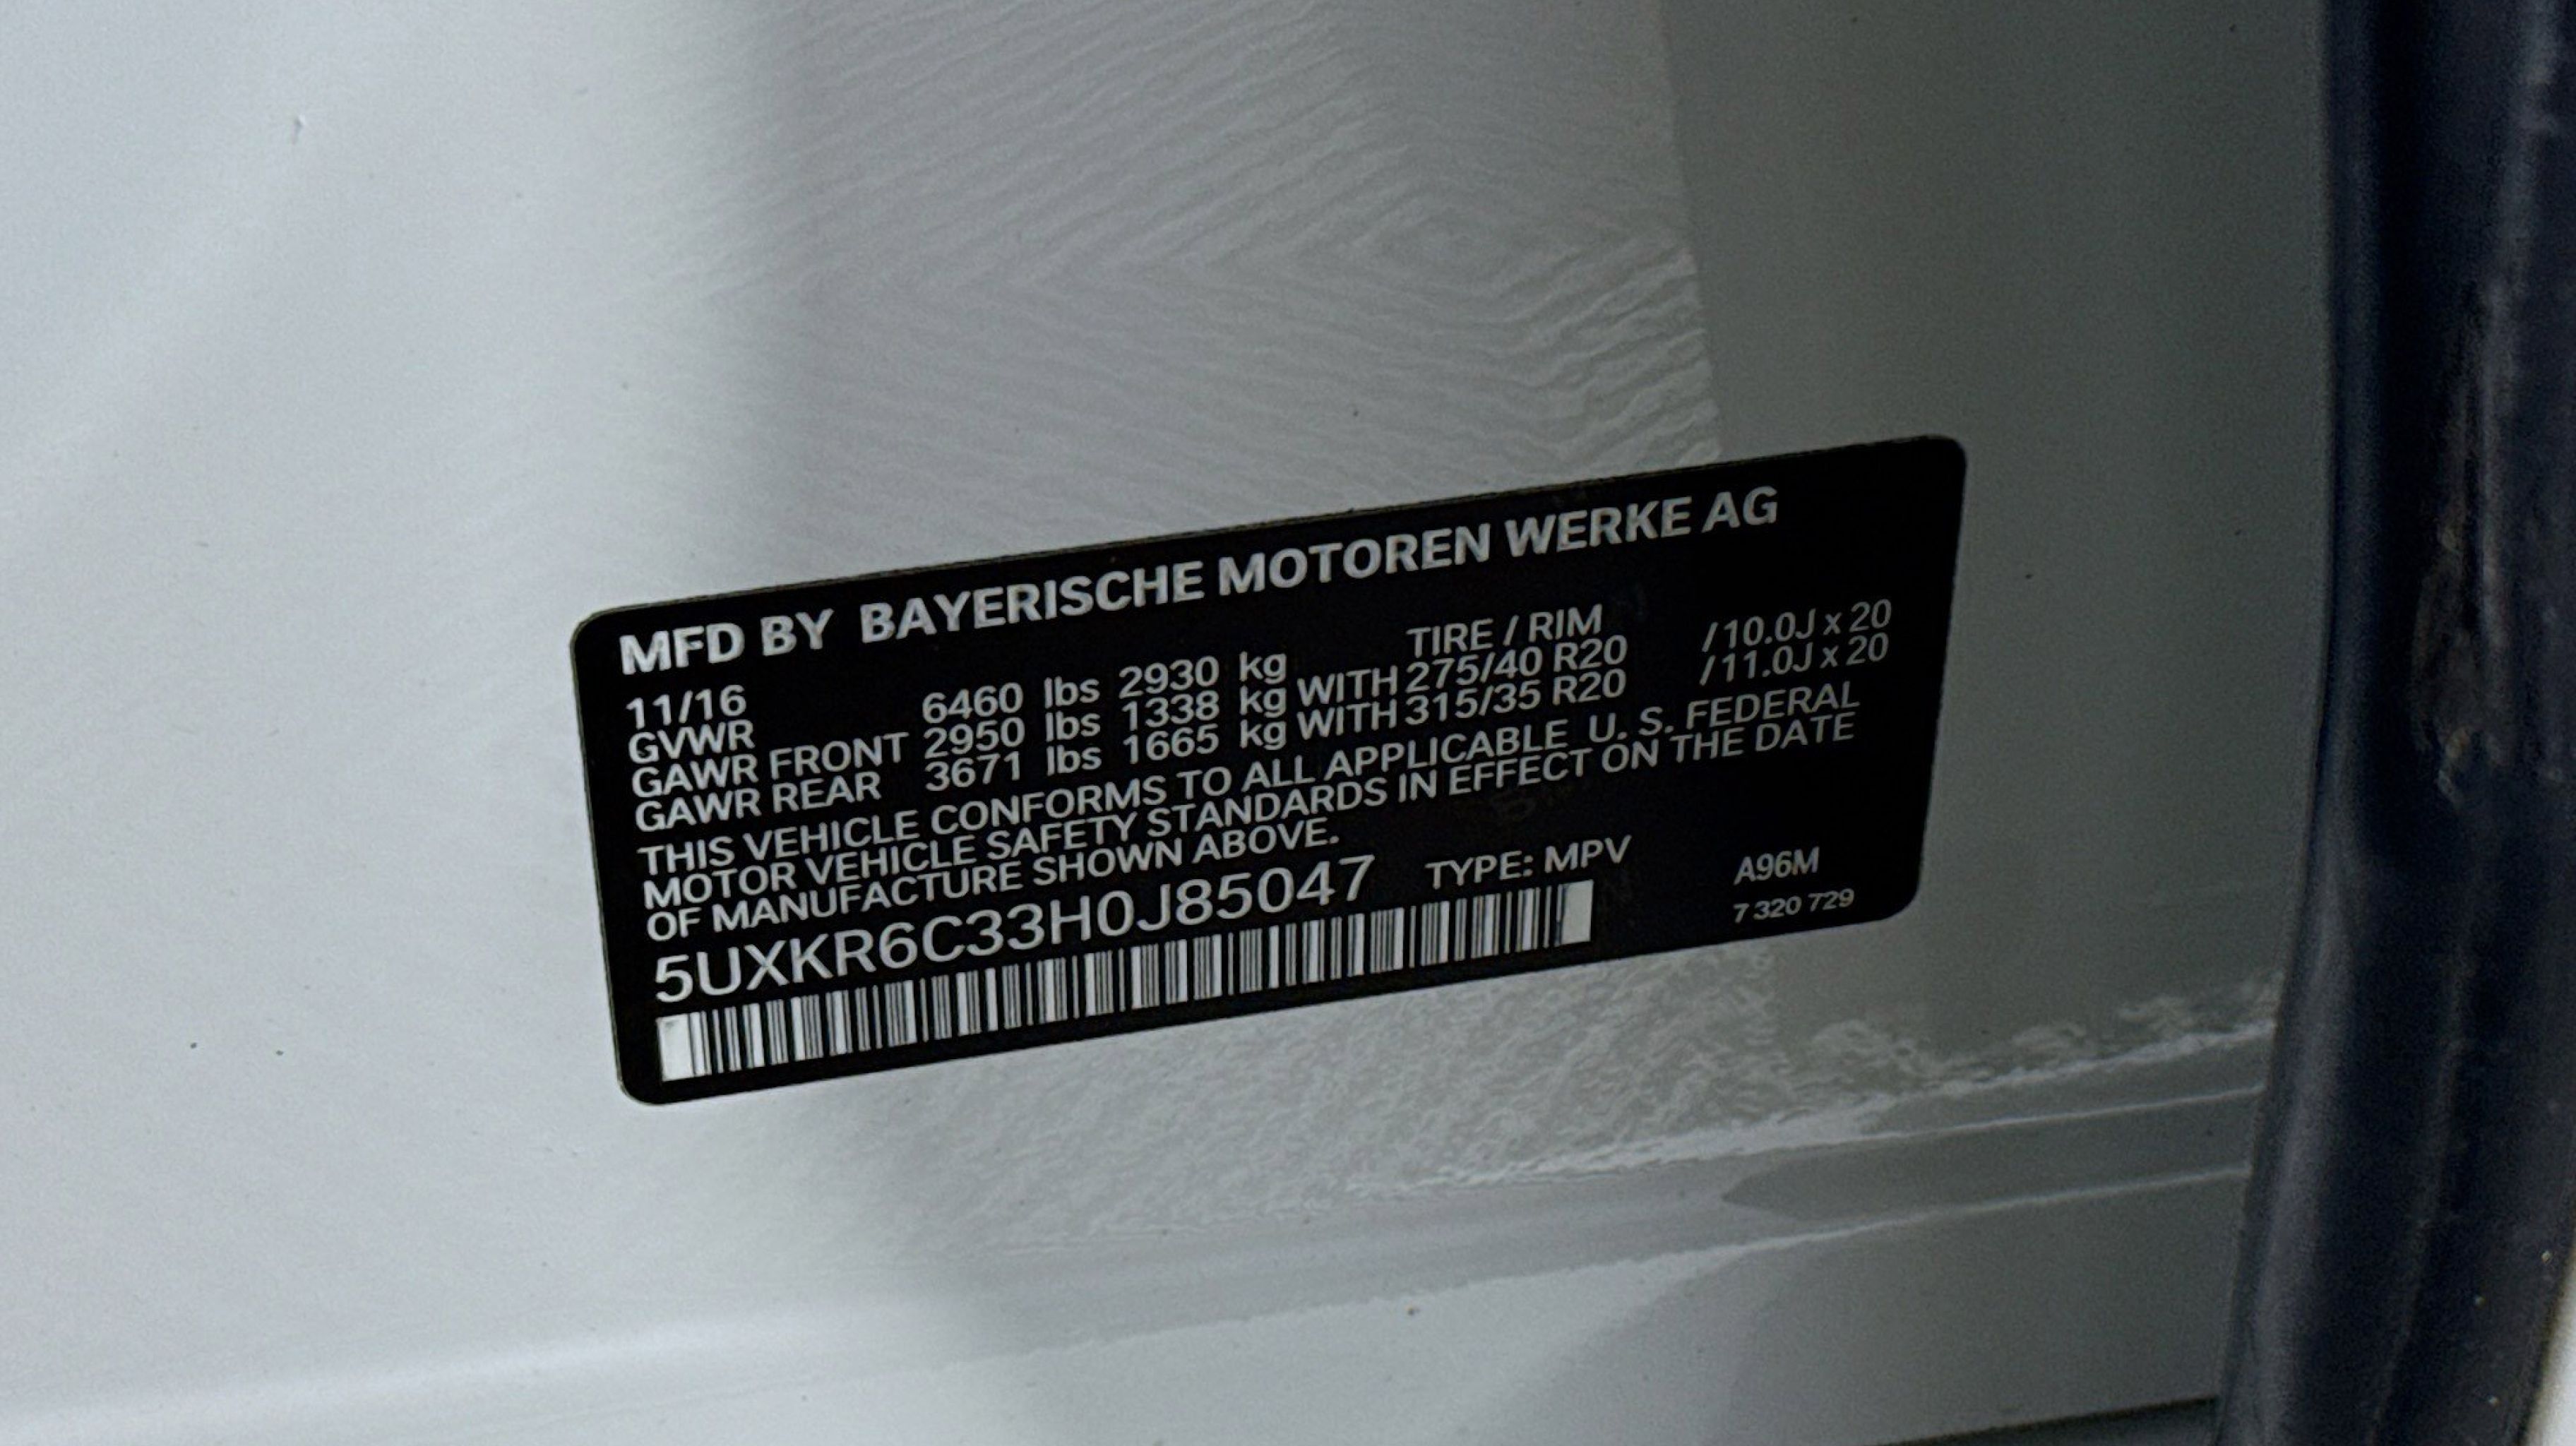 MFD BY BAYERISCHE MOTOREN WERKE AG
11/16 TIRE / RIM
GVWR 6460 lbs 2930 kg
GAWR FRONT 2950 lbs 1338 kg WITH 275/40 R20 /10.0J x 20
GAWR REAR 3671 lbs 1665 kg WITH 315/35 R20 /11.0J x 20
THIS VEHICLE CONFORMS TO ALL APPLICABLE U. S. FEDERAL
MOTOR VEHICLE SAFETY STANDARDS IN EFFECT ON THE DATE
OF MANUFACTURE SHOWN ABOVE.
5UXKR6C33H0J85047 TYPE: MPV A96M
7 320 729